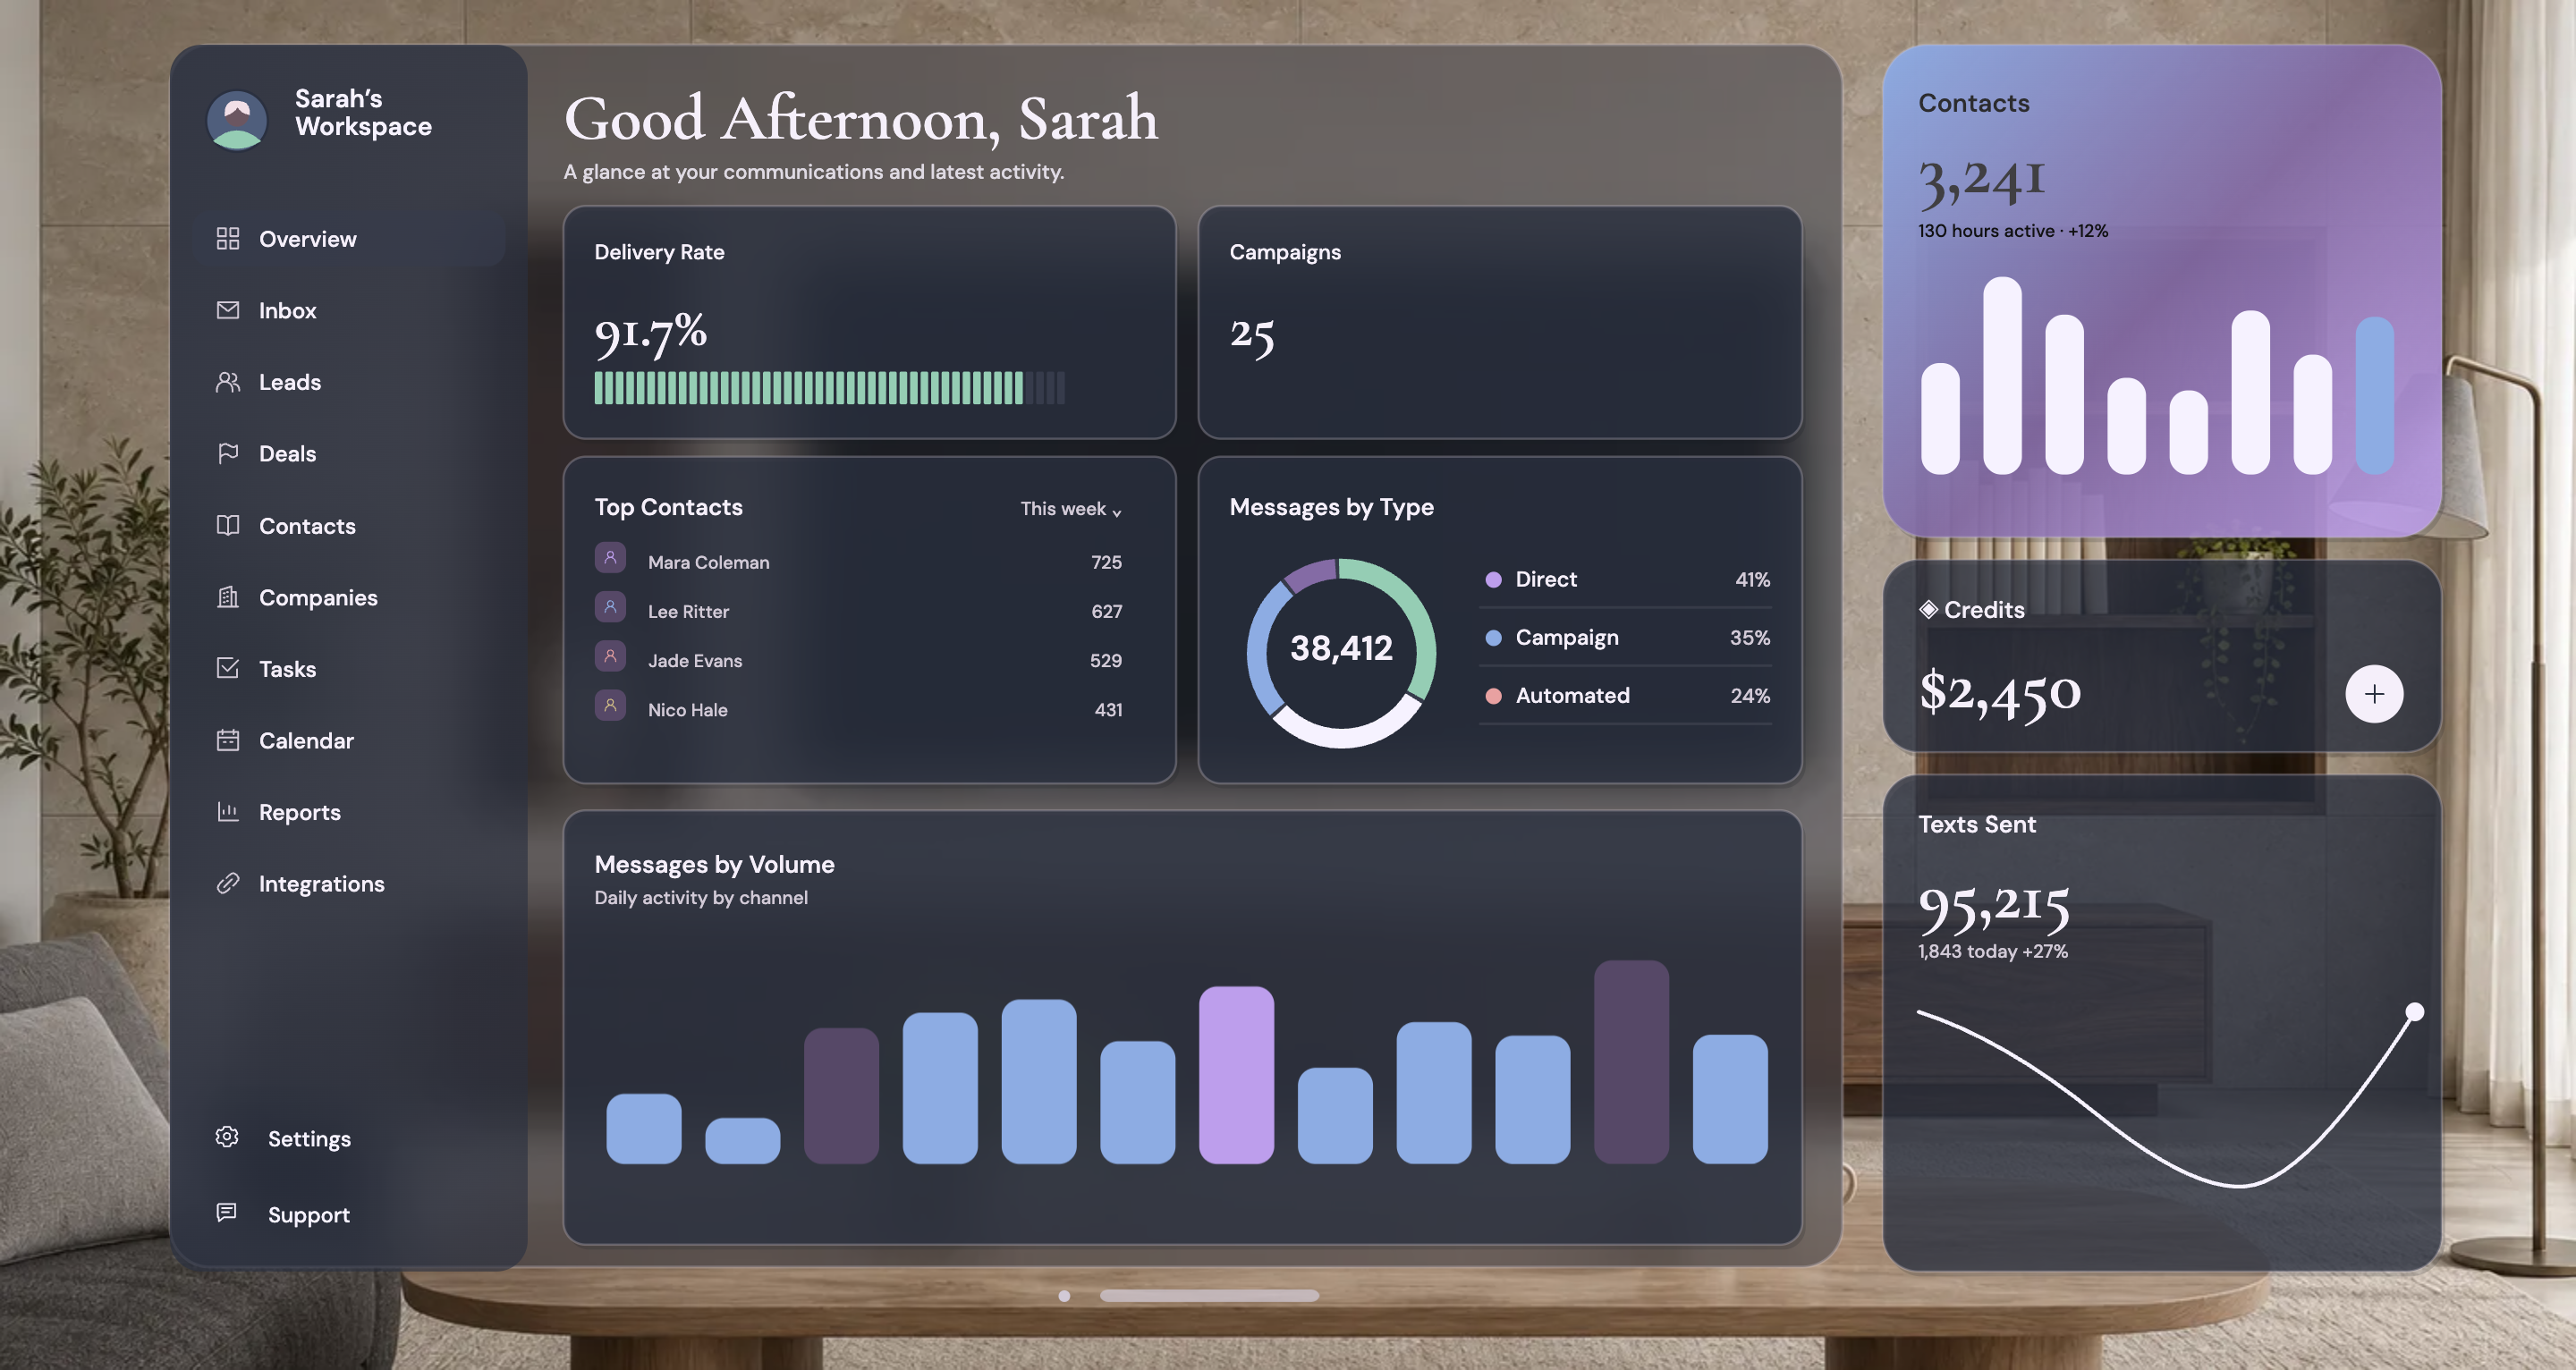 Sarah’s
Workspace
Overview
Inbox
Leads
Deals
Contacts
Companies
Tasks
Calendar
Reports
Integrations
Settings
Support
Good Afternoon, Sarah
A glance at your communications and latest activity.
Delivery Rate
91.7%
Campaigns
25
Top Contacts
This week
Mara Coleman 725
Lee Ritter 627
Jade Evans 529
Nico Hale 431
Messages by Type
38,412
Direct 41%
Campaign 35%
Automated 24%
Messages by Volume
Daily activity by channel
Contacts
3,241
130 hours active · +12%
Credits
$2,450
Texts Sent
95,215
1,843 today +27%